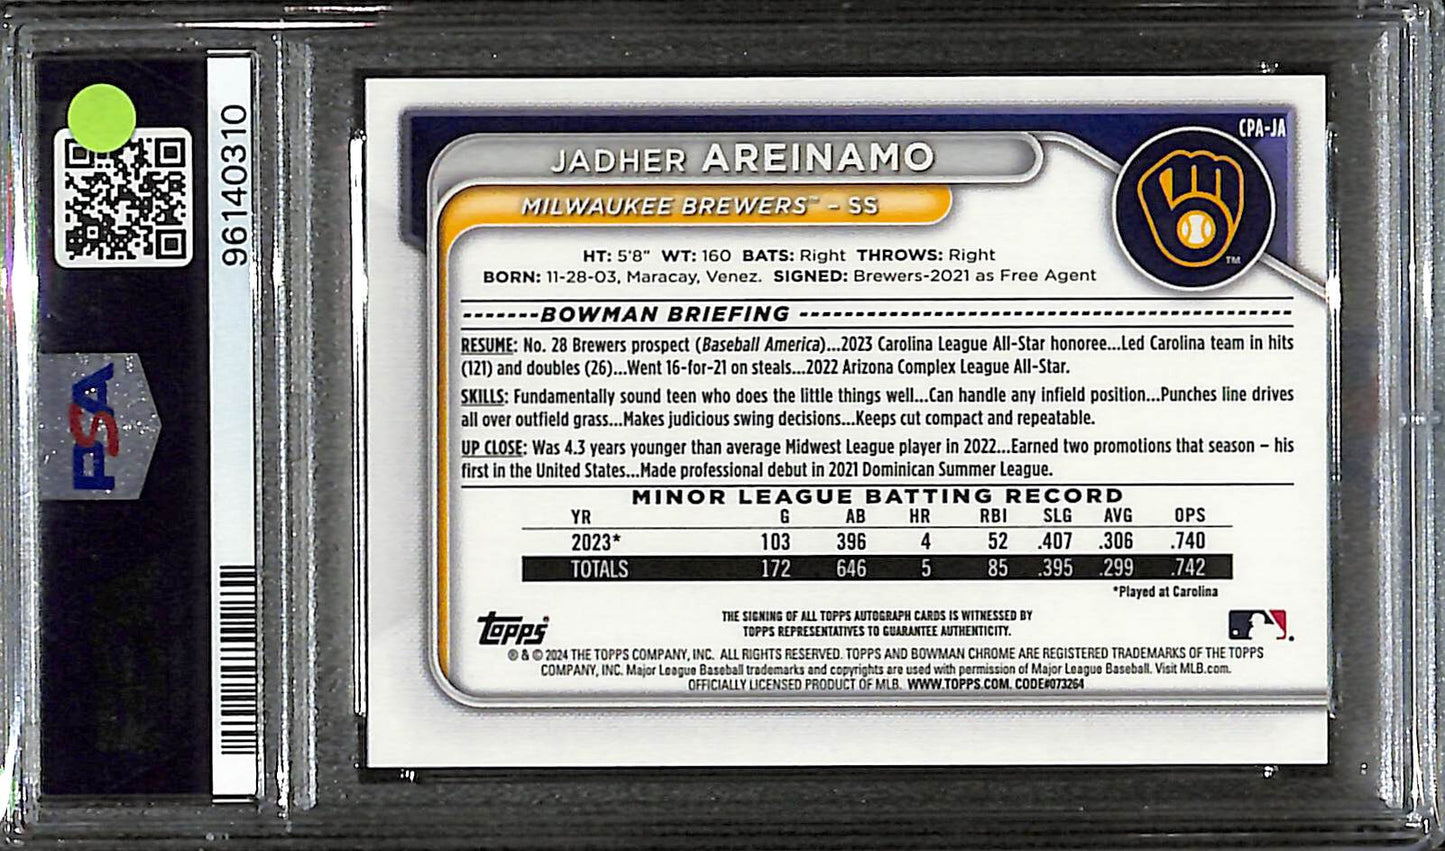 96140310
PSA
CPA-JA
JADHER AREINAMO
MILWAUKEE BREWERS™ – SS
TM
HT: 5'8" WT: 160 BATS: Right THROWS: Right
BORN: 11-28-03, Maracay, Venez. SIGNED: Brewers-2021 as Free Agent
-------BOWMAN BRIEFING ------------------------------------------------
RESUME: No. 28 Brewers prospect (Baseball America)...2023 Carolina League All-Star honoree...Led Carolina team in hits
(121) and doubles (26)...Went 16-for-21 on steals...2022 Arizona Complex League All-Star.
SKILLS: Fundamentally sound teen who does the little things well...Can handle any infield position...Punches line drives
all over outfield grass...Makes judicious swing decisions...Keeps cut compact and repeatable.
UP CLOSE: Was 4.3 years younger than average Midwest League player in 2022...Earned two promotions that season – his
first in the United States...Made professional debut in 2021 Dominican Summer League.
MINOR LEAGUE BATTING RECORD
YR G AB HR RBI SLG AVG OPS
2023* 103 396 4 52 .407 .306 .740
TOTALS 172 646 5 85 .395 .299 .742
*Played at Carolina
topps®
THE SIGNING OF ALL TOPPS AUTOGRAPH CARDS IS WITNESSED BY
TOPPS REPRESENTATIVES TO GUARANTEE AUTHENTICITY.
® & © 2024 THE TOPPS COMPANY, INC. ALL RIGHTS RESERVED. TOPPS AND BOWMAN CHROME ARE REGISTERED TRADEMARKS OF THE TOPPS
COMPANY, INC. Major League Baseball trademarks and copyrights are used with permission of Major League Baseball. Visit MLB.com.
OFFICIALLY LICENSED PRODUCT OF MLB. WWW.TOPPS.COM. CODE#073264